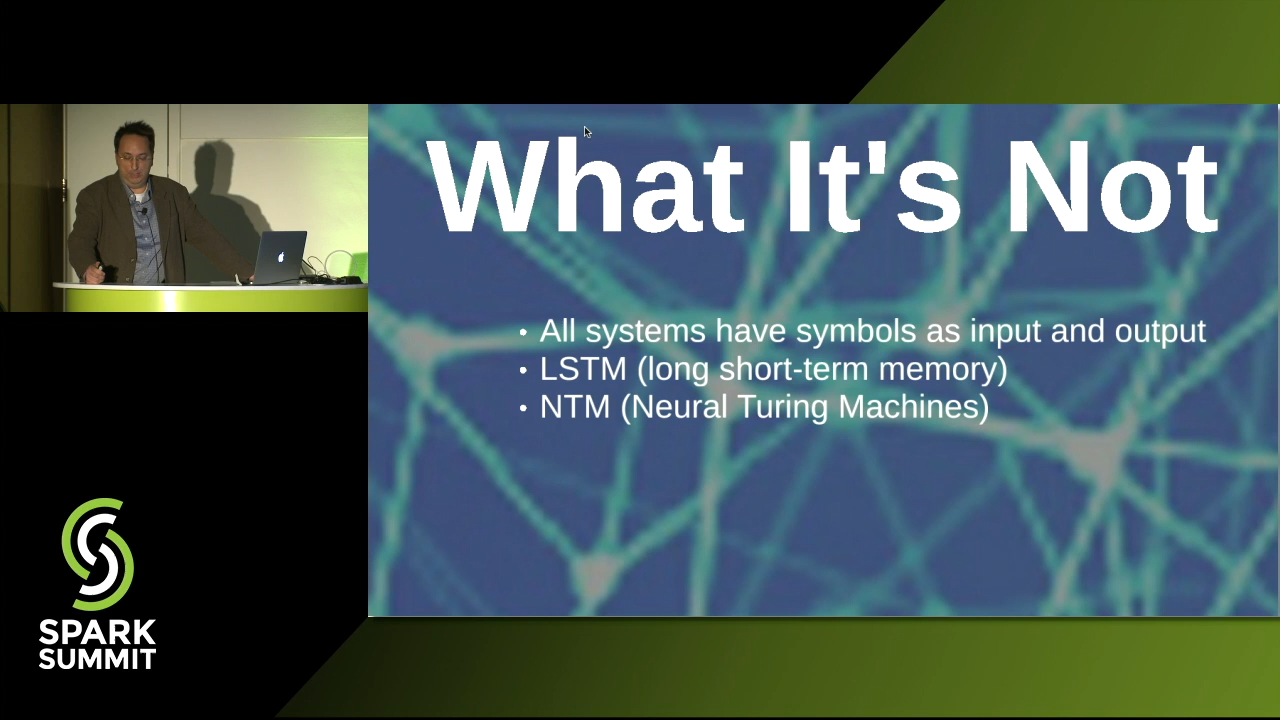 What It's Not
• All systems have symbols as input and output
• LSTM (long short-term memory)
• NTM (Neural Turing Machines)
SPARK
SUMMIT